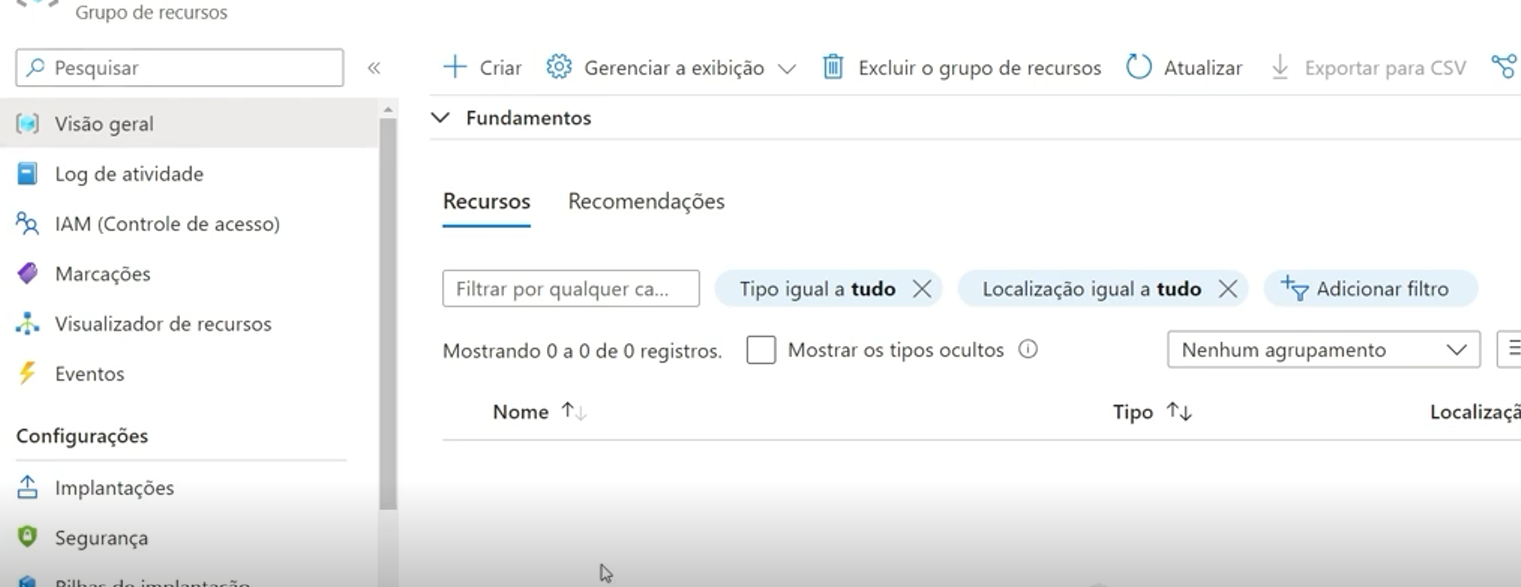 Grupo de recursos
Pesquisar
«
Visão geral
Log de atividade
IAM (Controle de acesso)
Marcações
Visualizador de recursos
Eventos
Configurações
Implantações
Segurança
Pilhas de implantação
Criar
Gerenciar a exibição
Excluir o grupo de recursos
Atualizar
Exportar para CSV
Fundamentos
Recursos Recomendações
Filtrar por qualquer ca... Tipo igual a tudo Localização igual a tudo Adicionar filtro
Mostrando 0 a 0 de 0 registros. Mostrar os tipos ocultos Nenhum agrupamento
Nome ↑↓ Tipo ↑↓ Localizaçã